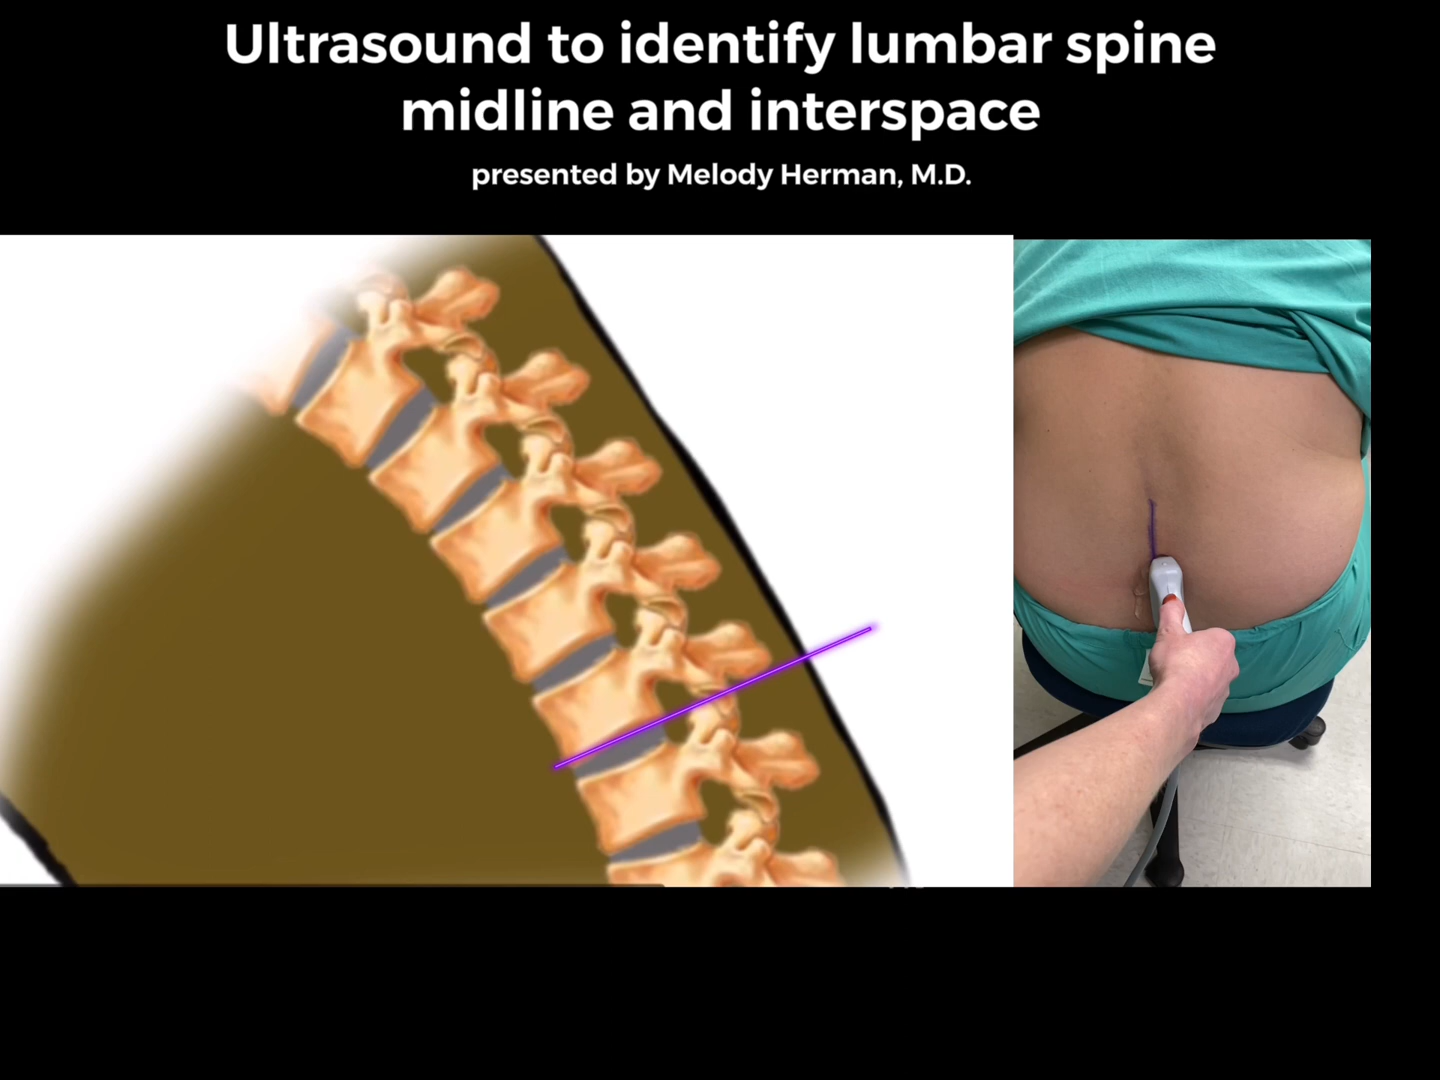 Ultrasound to identify lumbar spine
midline and interspace
presented by Melody Herman, M.D.